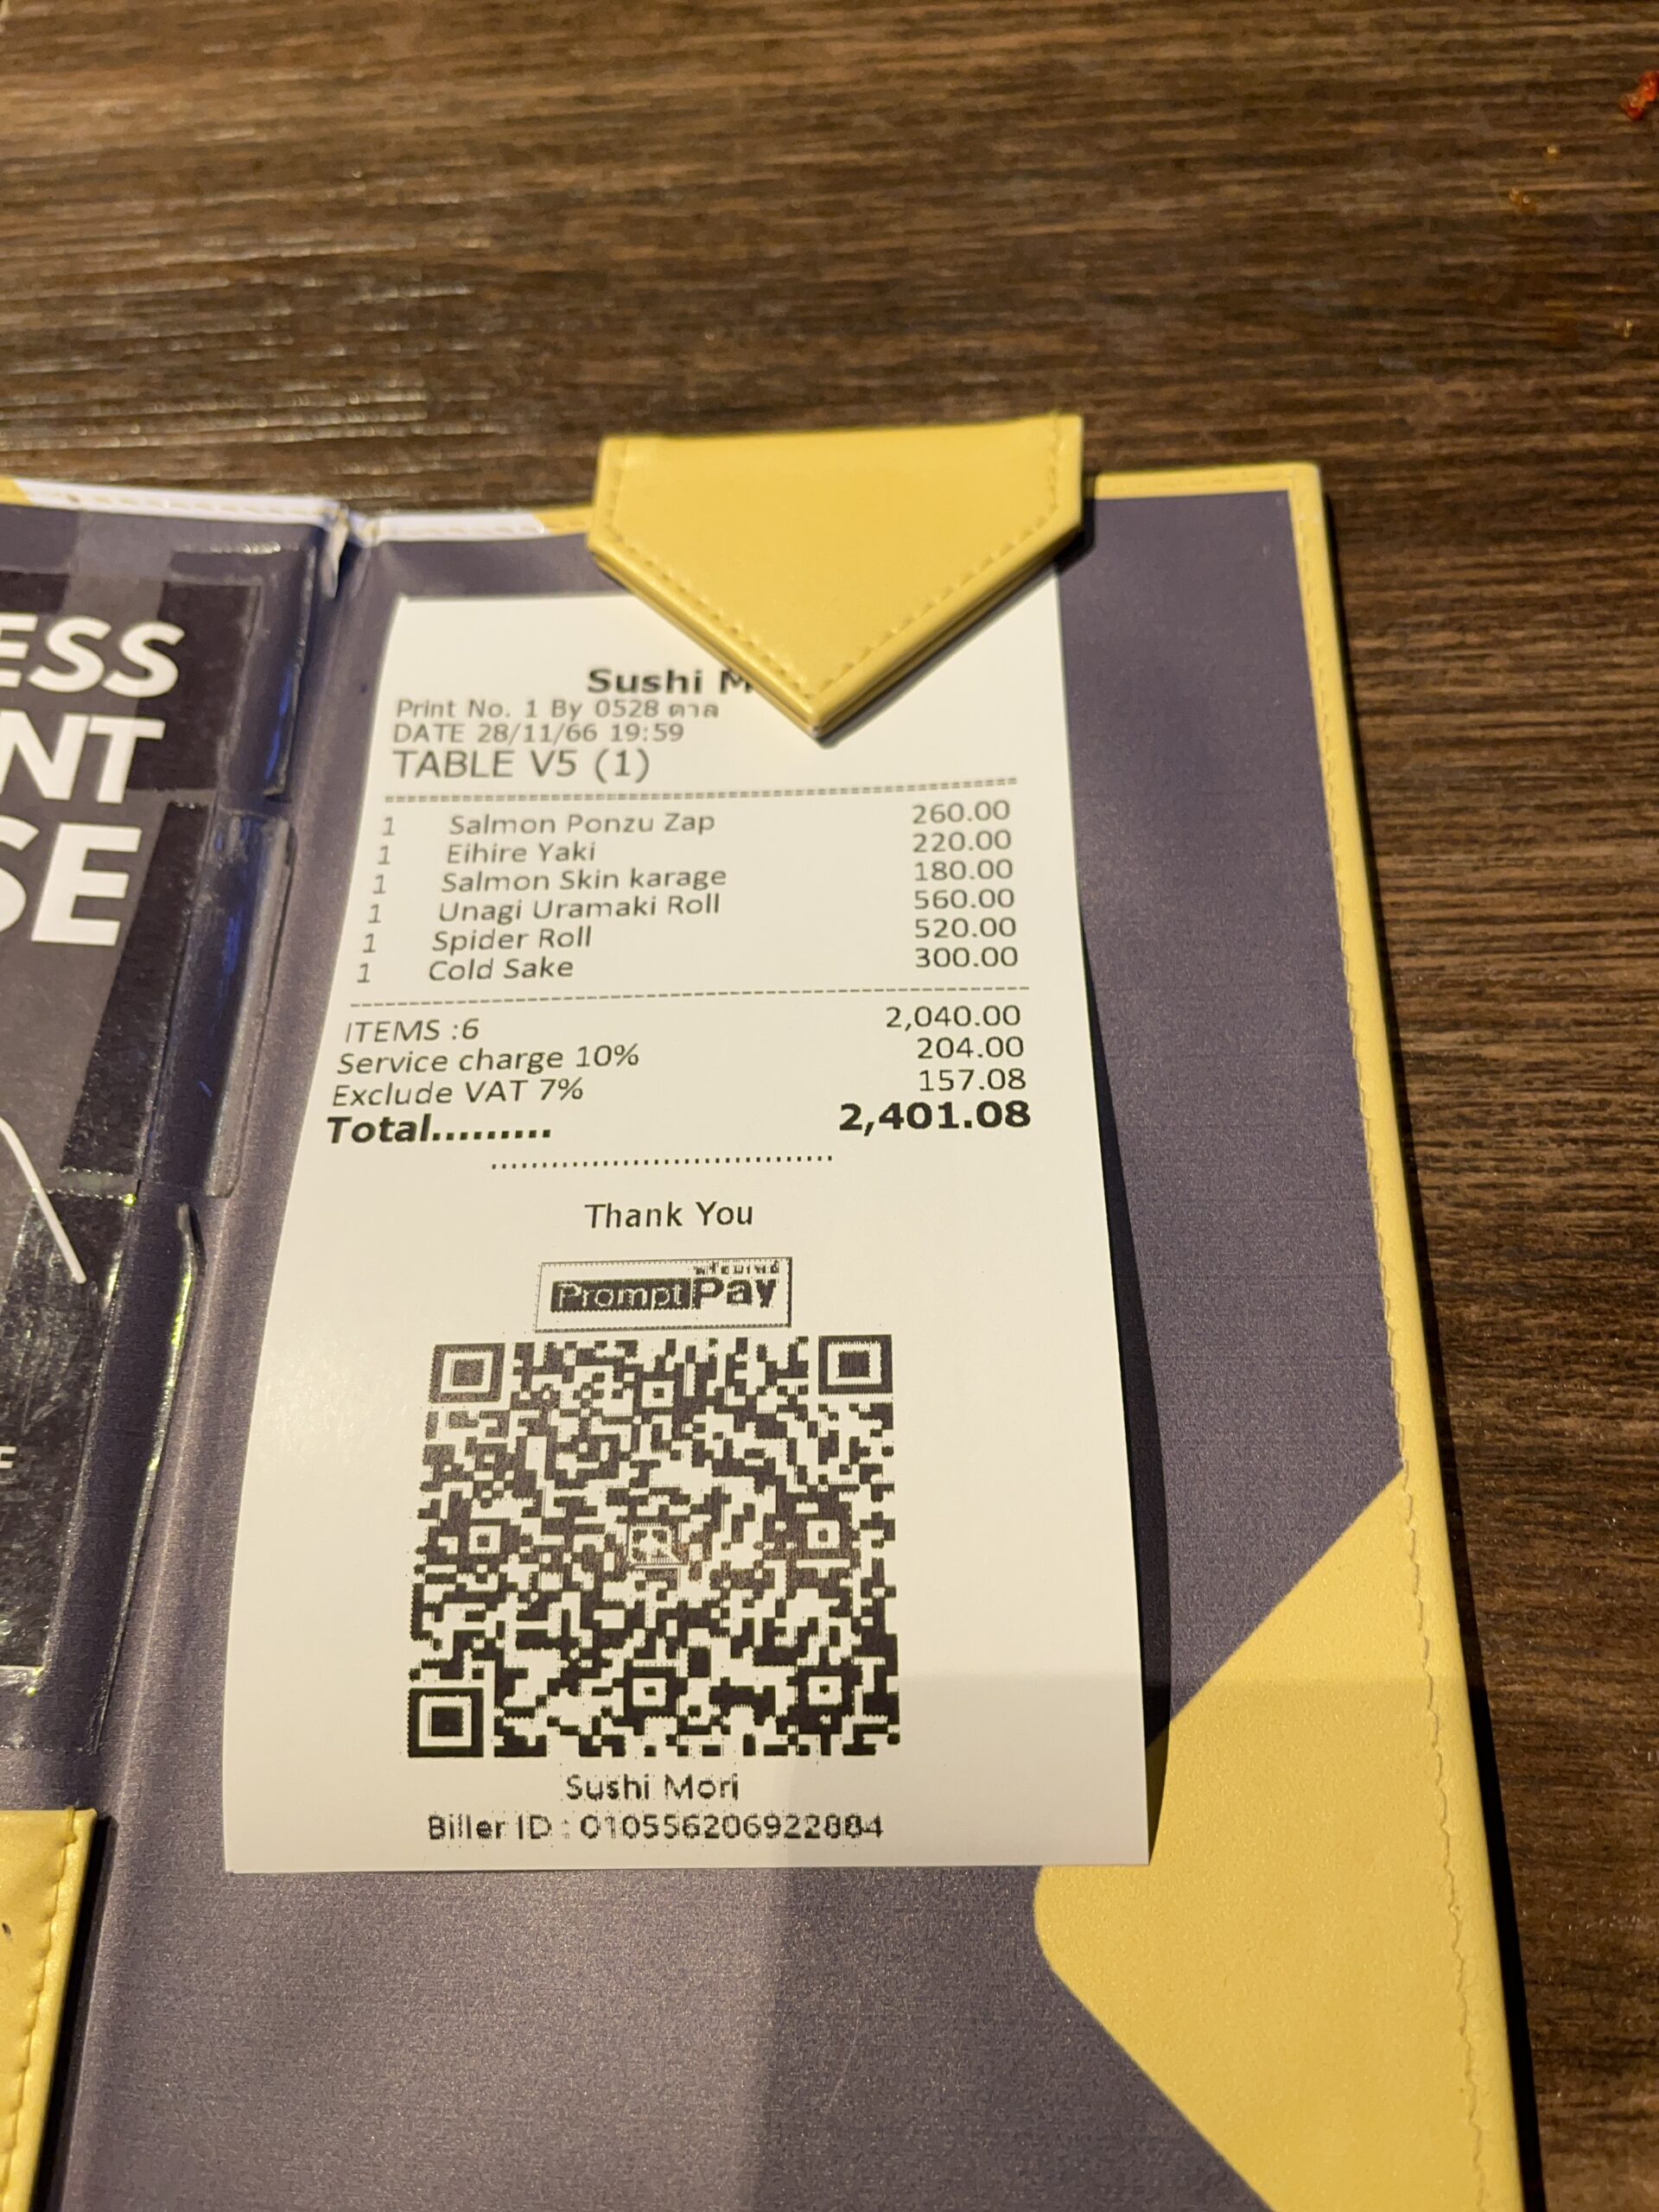 ESS
NT
SE
E
Sushi M
Print No. 1 By 0528 ตาล
DATE 28/11/66 19:59
TABLE V5 (1)
1 Salmon Ponzu Zap 260.00
1 Eihire Yaki 220.00
1 Salmon Skin karage 180.00
1 Unagi Uramaki Roll 560.00
1 Spider Roll 520.00
1 Cold Sake 300.00
ITEMS :6 2,040.00
Service charge 10% 204.00
Exclude VAT 7% 157.08
Total......... 2,401.08
Thank You
พร้อมเพย์
PromptPay
Sushi Mori
Biller ID : 010556206922884